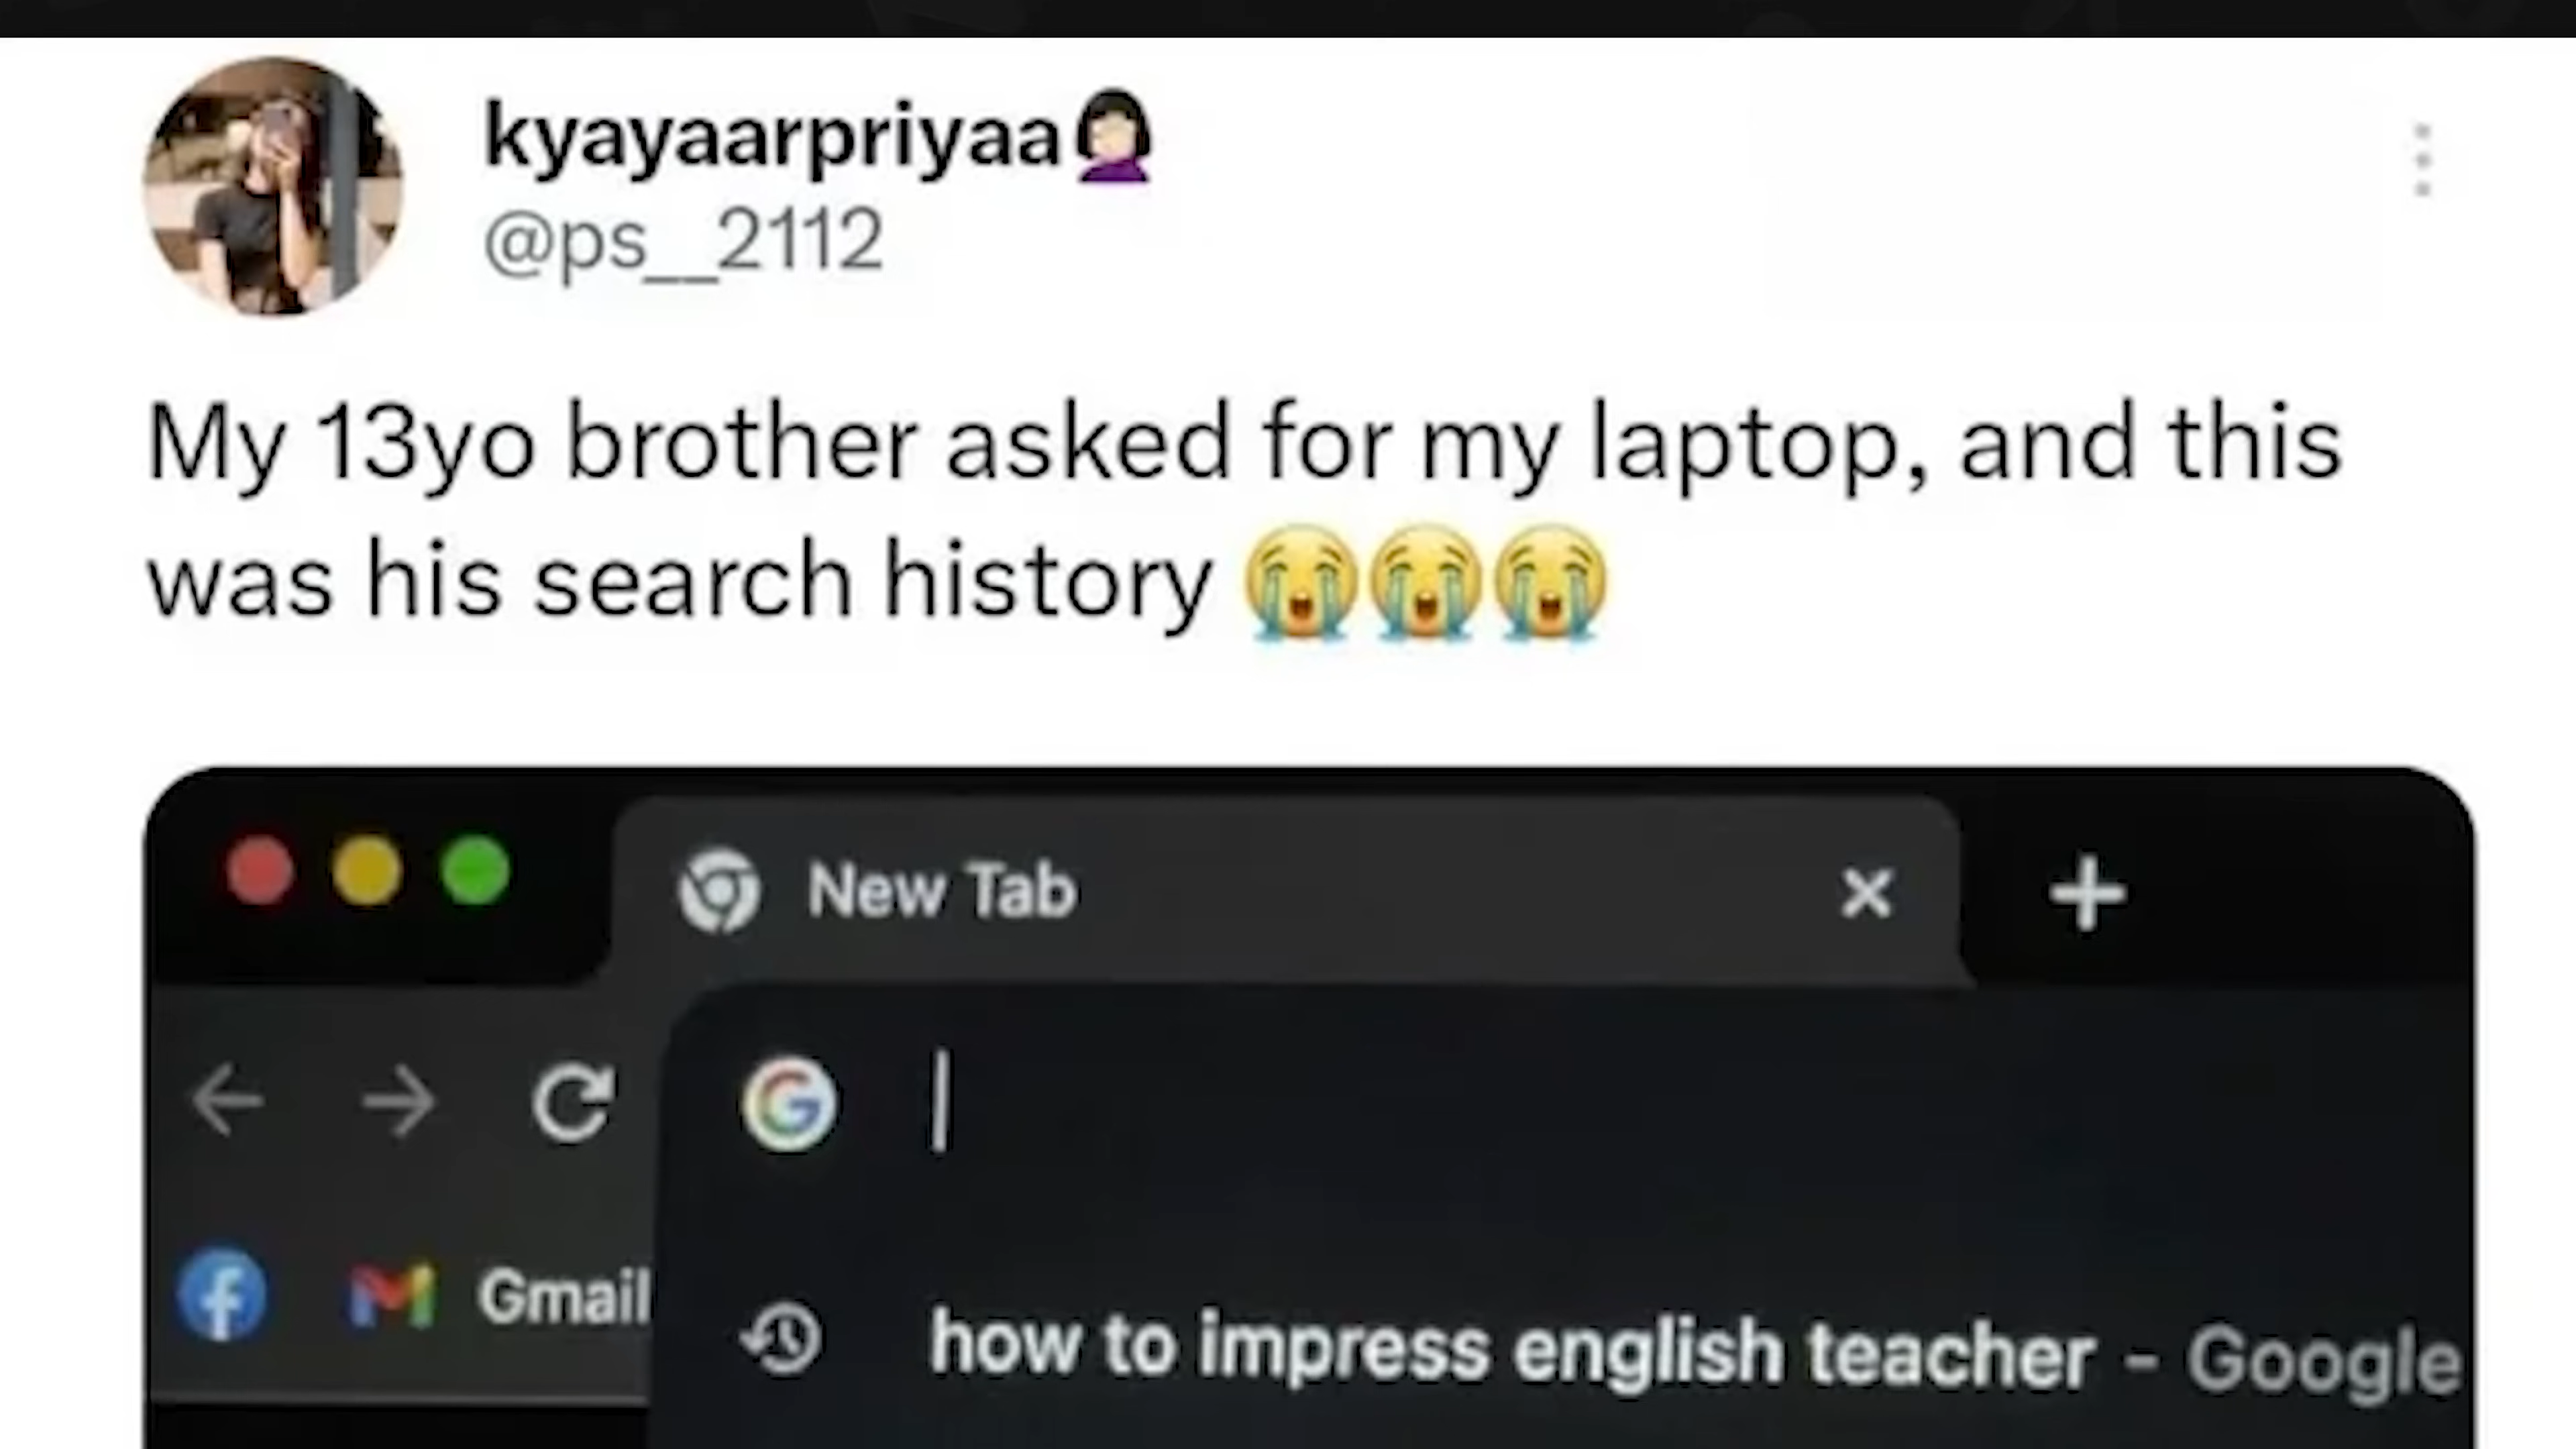 kyayaarpriyaa🤦🏻‍♀️
@ps__2112
My 13yo brother asked for my laptop, and this
was his search history 😭😭😭
New Tab
Gmail
how to impress english teacher - Google